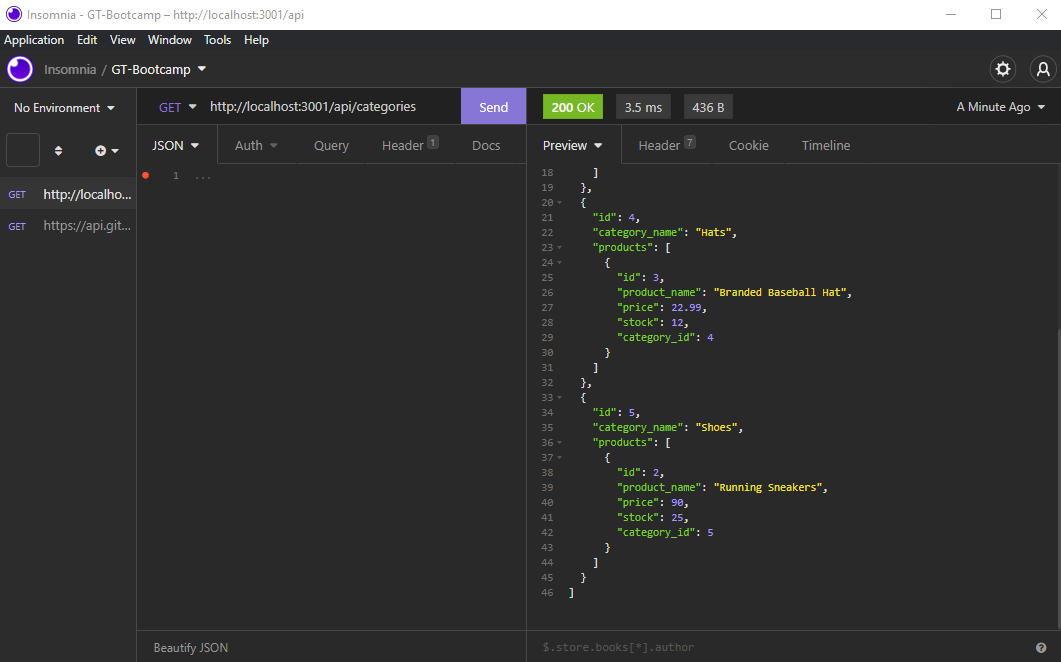 Insomnia - GT-Bootcamp – http://localhost:3001/api
Application Edit View Window Tools Help
Insomnia / GT-Bootcamp
No Environment
GET http://localhost:3001/api/categories Send
200 OK 3.5 ms 436 B A Minute Ago
JSON Auth Query Header 1 Docs
Preview Header 7 Cookie Timeline
GET http://localho...
GET https://api.git...
1 ...
18 ]
19 },
20 {
21 "id": 4,
22 "category_name": "Hats",
23 "products": [
24 {
25 "id": 3,
26 "product_name": "Branded Baseball Hat",
27 "price": 22.99,
28 "stock": 12,
29 "category_id": 4
30 }
31 ]
32 },
33 {
34 "id": 5,
35 "category_name": "Shoes",
36 "products": [
37 {
38 "id": 2,
39 "product_name": "Running Sneakers",
40 "price": 90,
41 "stock": 25,
42 "category_id": 5
43 }
44 ]
45 }
46 ]
Beautify JSON
$.store.books[*].author